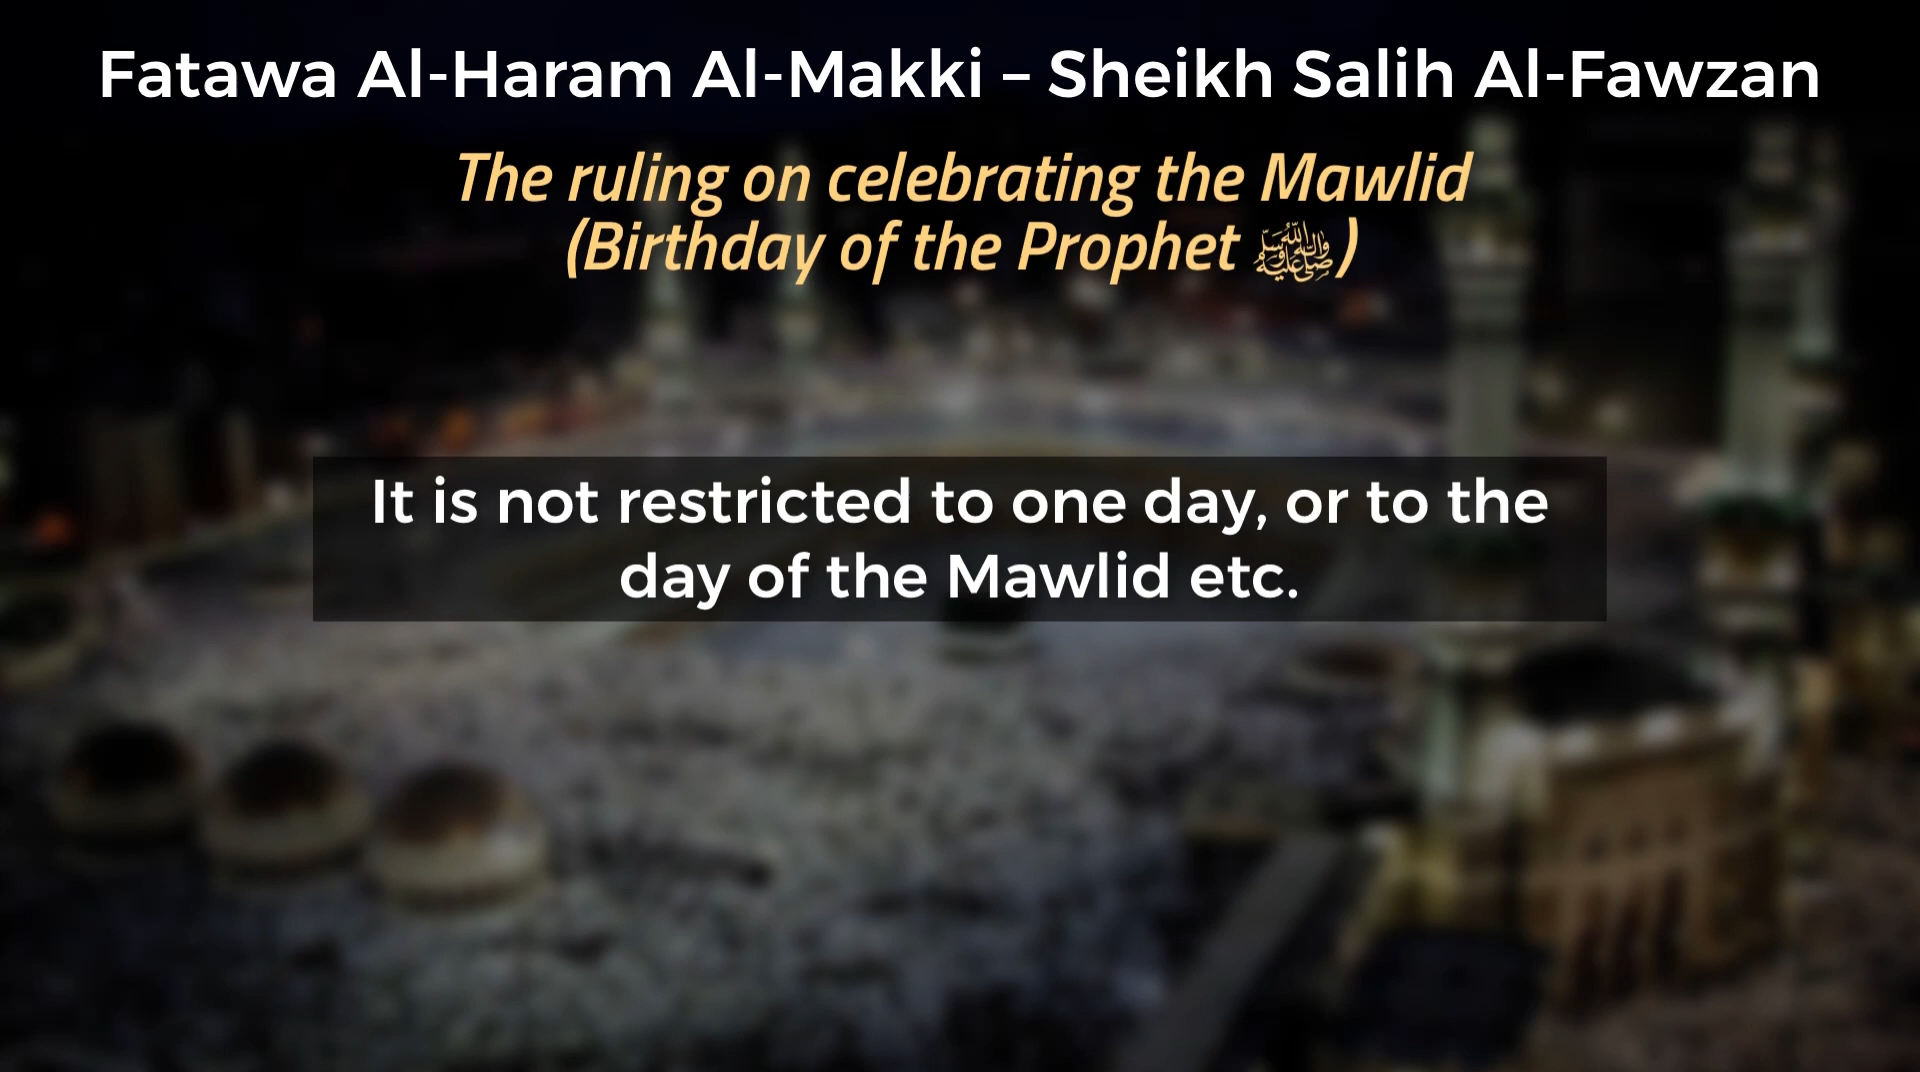 Fatawa Al-Haram Al-Makki – Sheikh Salih Al-Fawzan
The ruling on celebrating the Mawlid
(Birthday of the Prophet ﷺ)
It is not restricted to one day, or to the
day of the Mawlid etc.